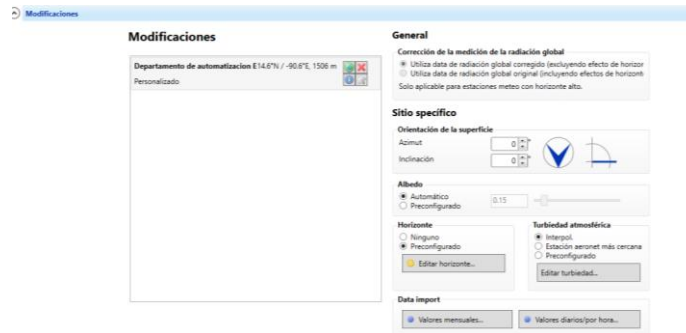 Modificaciones
Modificaciones
Departamento de automatizacion E14.6°N / -90.6°E, 1506 m
Personalizado
General
Corrección de la medición de la radiación global
Utiliza data de radiación global corregido (excluyendo efecto de horizor
Utiliza data de radiación global original (incluyendo efectos de horizont
Solo aplicable para estaciones meteo con horizonte alto.
Sitio específico
Orientación de la superficie
Azimut 0 °
Inclinación 0 °
Albedo
Automático
Preconfigurado
0.15
Horizonte
Ninguno
Preconfigurado
Editar horizonte...
Turbiedad atmosférica
Interpol.
Estación aeronet más cercana
Preconfigurado
Editar turbiedad...
Data import
Valores mensuales...
Valores diarios/por hora...